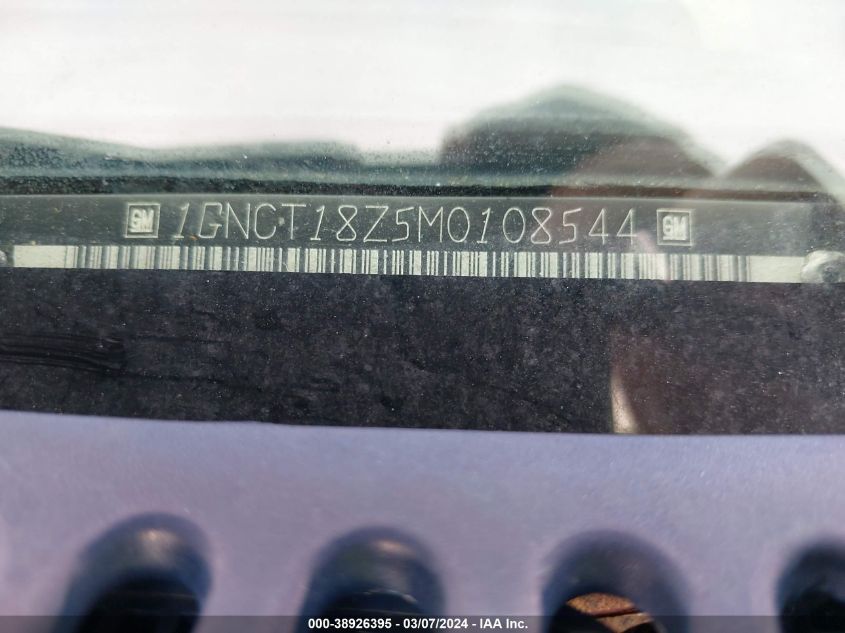 GM 1GNCT18Z5M0108544 GM
000-38926395 - 03/07/2024 - IAA Inc.